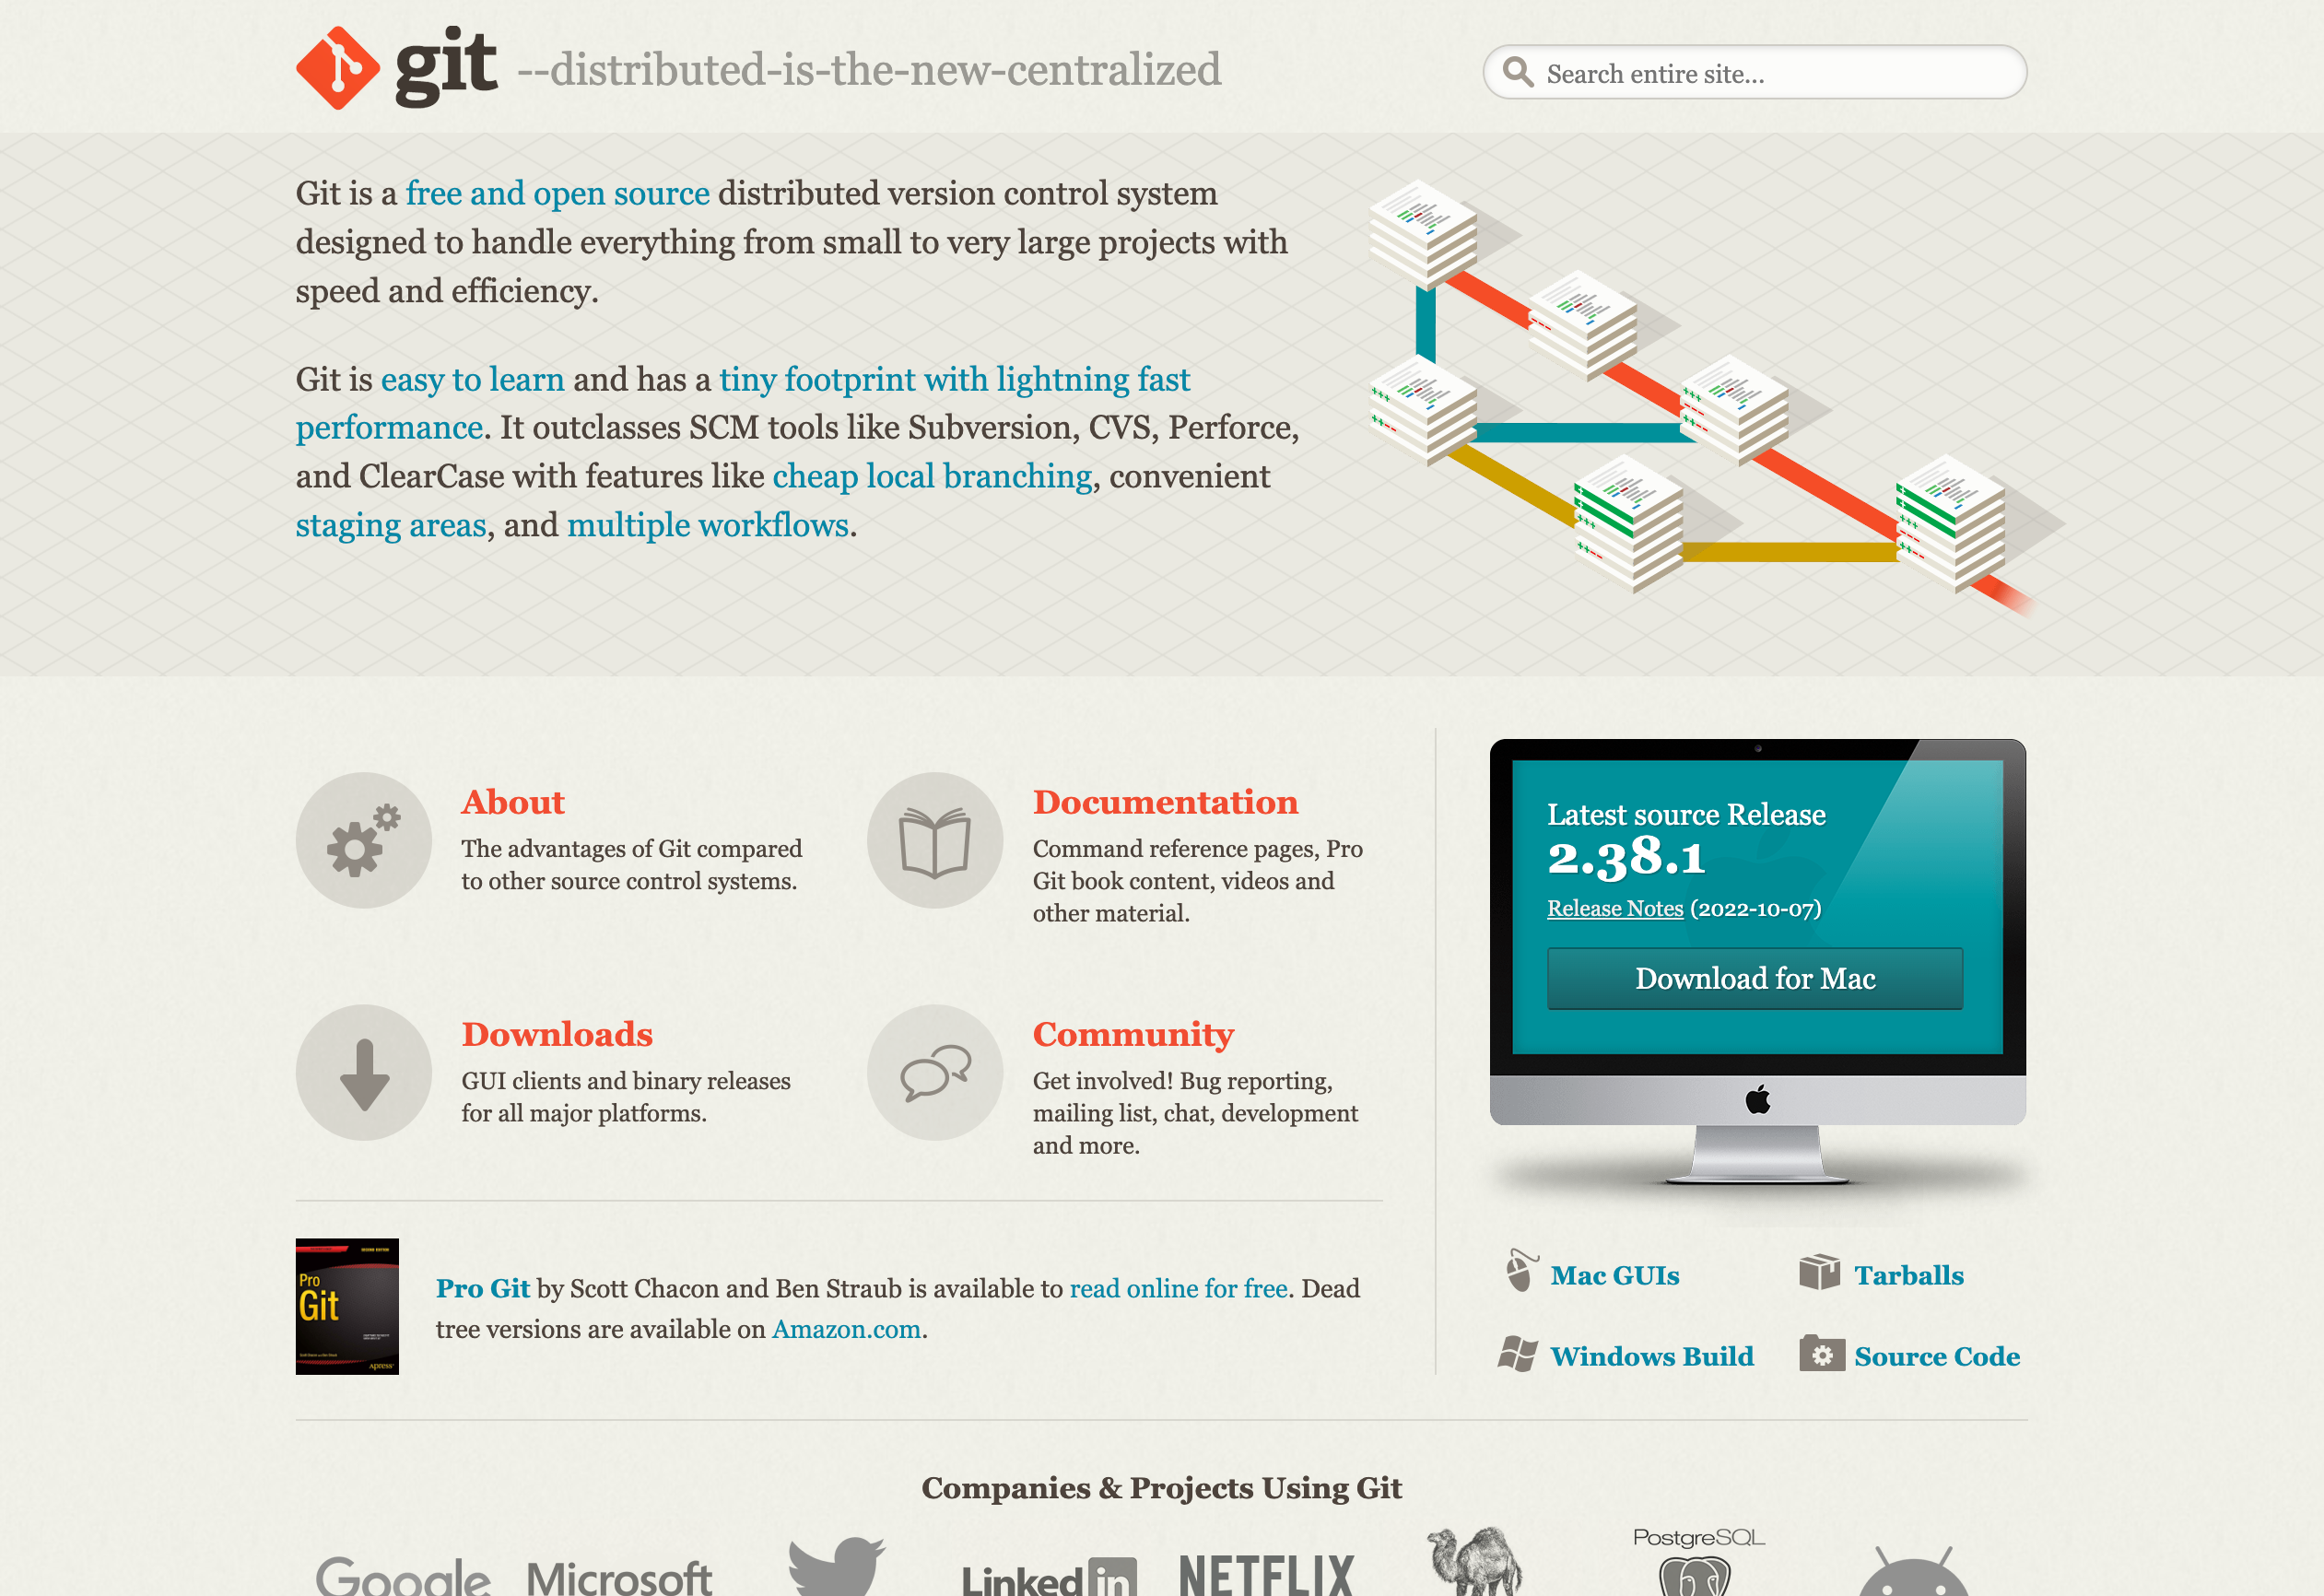 git --distributed-is-the-new-centralized
Search entire site...
Git is a free and open source distributed version control system
designed to handle everything from small to very large projects with
speed and efficiency.
Git is easy to learn and has a tiny footprint with lightning fast
performance. It outclasses SCM tools like Subversion, CVS, Perforce,
and ClearCase with features like cheap local branching, convenient
staging areas, and multiple workflows.
About
The advantages of Git compared
to other source control systems.
Documentation
Command reference pages, Pro
Git book content, videos and
other material.
Downloads
GUI clients and binary releases
for all major platforms.
Community
Get involved! Bug reporting,
mailing list, chat, development
and more.
Pro
Git
Apress
Pro Git by Scott Chacon and Ben Straub is available to read online for free. Dead
tree versions are available on Amazon.com.
Latest source Release
2.38.1
Release Notes (2022-10-07)
Download for Mac
Mac GUIs
Tarballs
Windows Build
Source Code
Companies & Projects Using Git
Google
Microsoft
Linked in
NETFLIX
PostgreSQL